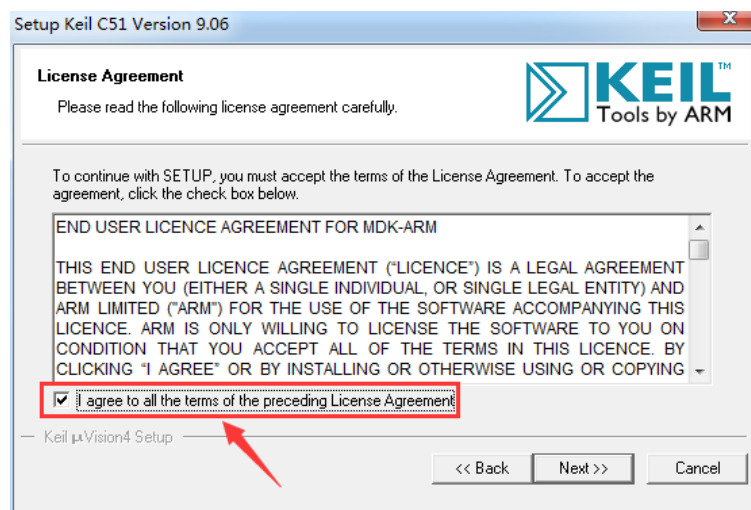 Setup Keil C51 Version 9.06
License Agreement
Please read the following license agreement carefully.
KEIL™
Tools by ARM
To continue with SETUP, you must accept the terms of the License Agreement. To accept the
agreement, click the check box below.
END USER LICENCE AGREEMENT FOR MDK-ARM
THIS END USER LICENCE AGREEMENT ("LICENCE") IS A LEGAL AGREEMENT
BETWEEN YOU (EITHER A SINGLE INDIVIDUAL, OR SINGLE LEGAL ENTITY) AND
ARM LIMITED ("ARM") FOR THE USE OF THE SOFTWARE ACCOMPANYING THIS
LICENCE. ARM IS ONLY WILLING TO LICENSE THE SOFTWARE TO YOU ON
CONDITION THAT YOU ACCEPT ALL OF THE TERMS IN THIS LICENCE. BY
CLICKING "I AGREE" OR BY INSTALLING OR OTHERWISE USING OR COPYING
I agree to all the terms of the preceding License Agreement
Keil µVision4 Setup
<< Back
Next >>
Cancel